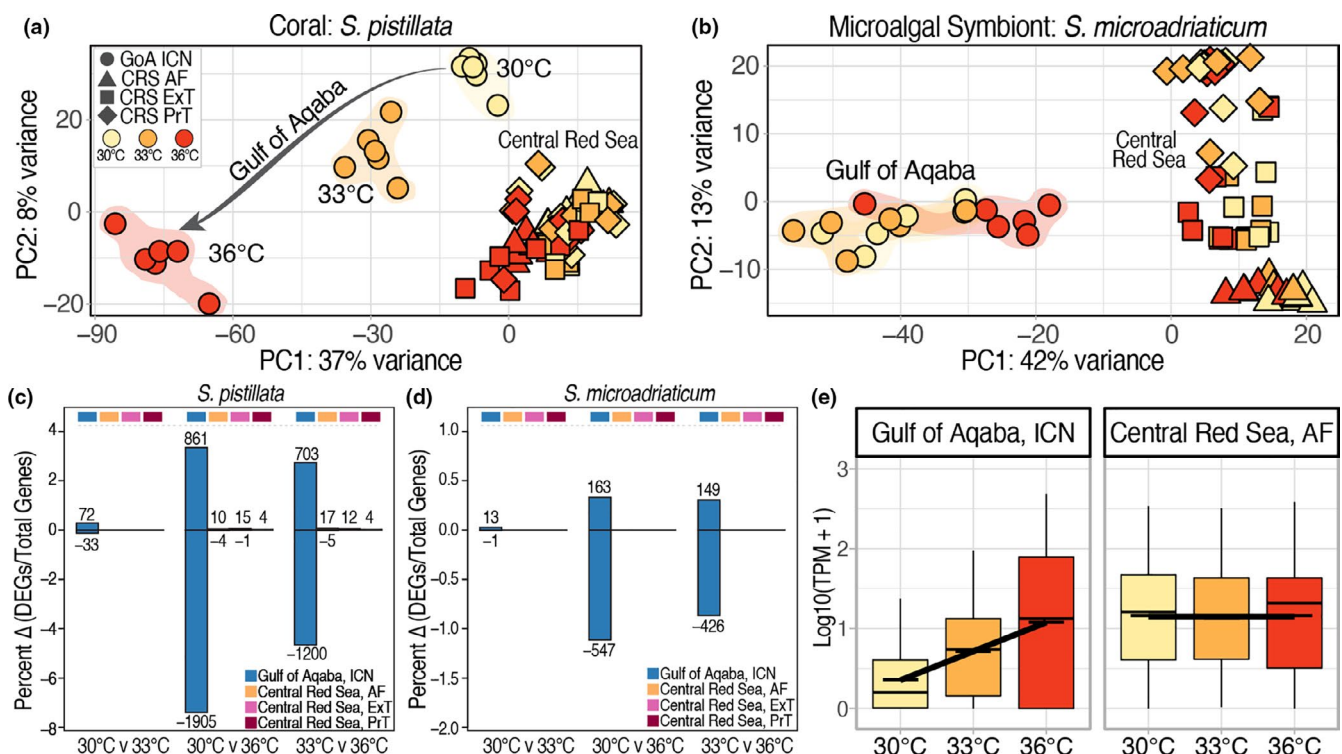 (a) Coral: S. pistillata
GoA ICN
CRS AF
CRS ExT
CRS PrT
30°C 33°C 36°C
Gulf of Aqaba
30°C
33°C
36°C
Central Red Sea
PC2: 8% variance
20
0
−20
−90 −60 −30 0
PC1: 37% variance
(b) Microalgal Symbiont: S. microadriaticum
Gulf of Aqaba
Central
Red Sea
PC2: 13% variance
20
10
0
−10
−40 −20 0 20
PC1: 42% variance
(c) S. pistillata
Percent Δ (DEGs/Total Genes)
4
2
0
−2
−4
−6
−8
72
−33
861
10 15 4
−4 −1
−1905
703
17 12 4
−5
−1200
Gulf of Aqaba, ICN
Central Red Sea, AF
Central Red Sea, ExT
Central Red Sea, PrT
30°C v 33°C 30°C v 36°C 33°C v 36°C
(d) S. microadriaticum
Percent Δ (DEGs/Total Genes)
1.0
0.5
0.0
−0.5
−1.0
−1.5
−2.0
13
−1
163
−547
149
−426
Gulf of Aqaba, ICN
Central Red Sea, AF
Central Red Sea, ExT
Central Red Sea, PrT
30°C v 33°C 30°C v 36°C 33°C v 36°C
(e)
Gulf of Aqaba, ICN Central Red Sea, AF
Log10(TPM + 1)
3
2
1
0
30°C 33°C 36°C 30°C 33°C 36°C